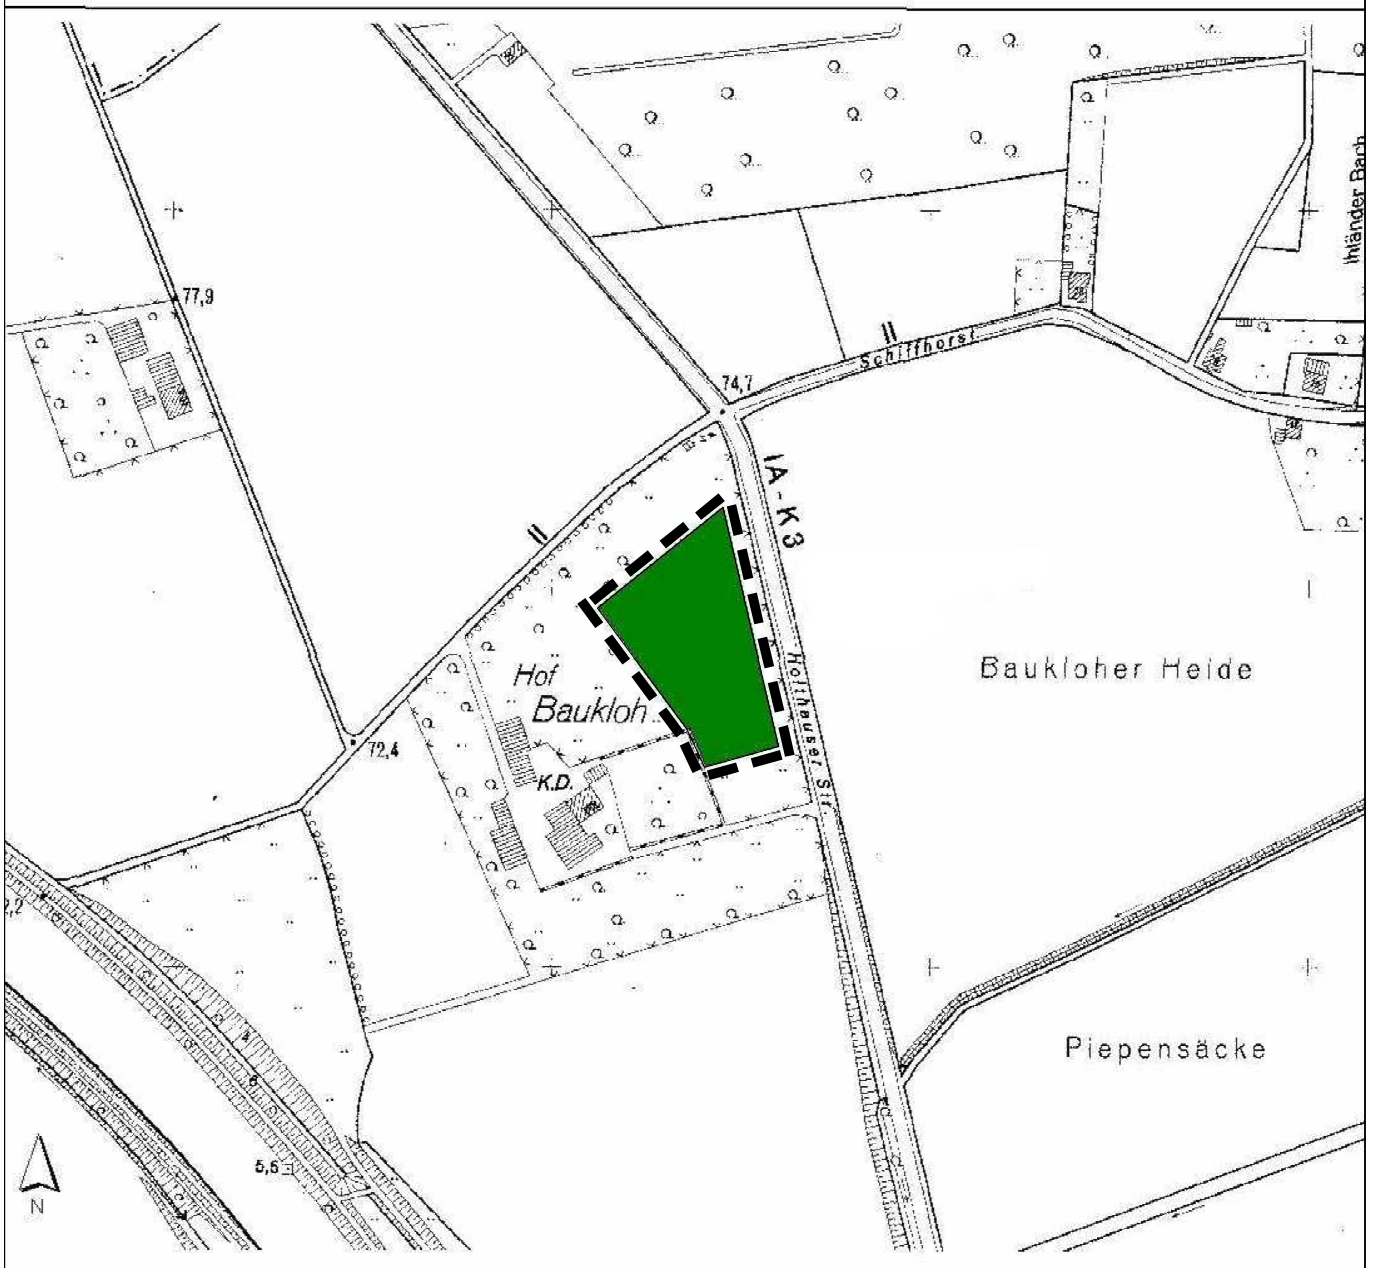 Ihländer Bach
77,9
Schiffhorst
74,7
IA-K3
Hof
Baukloh
Baukloher Heide
Holthauser Str.
72,4
K.D.
Piepensäcke
5,6
N